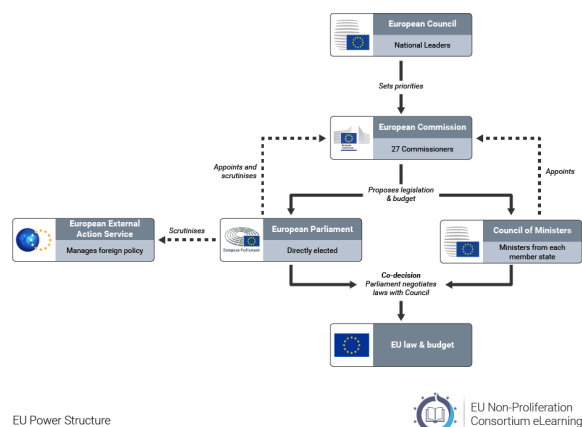 European Council
National Leaders
Sets priorities
European Commission
27 Commissioners
Appoints and
scrutinises
Appoints
Proposes legislation
& budget
European External
Action Service
Manages foreign policy
Scrutinises
European Parliament
European Parliament
Directly elected
Council of Ministers
Ministers from each
member state
Co-decision
Parliament negotiates
laws with Council
EU law & budget
EU Power Structure
EU Non-Proliferation
Consortium eLearning